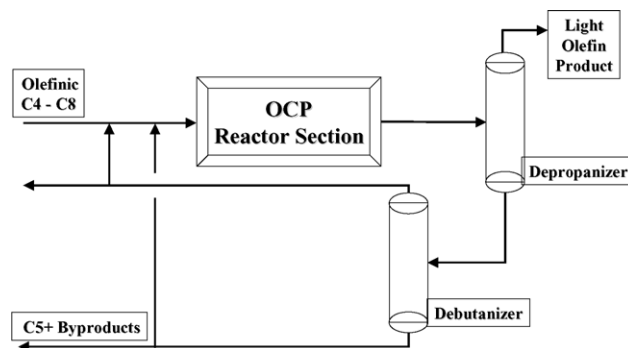 Olefinic
C4 - C8
OCP
Reactor Section
Light
Olefin
Product
Depropanizer
Debutanizer
C5+ Byproducts